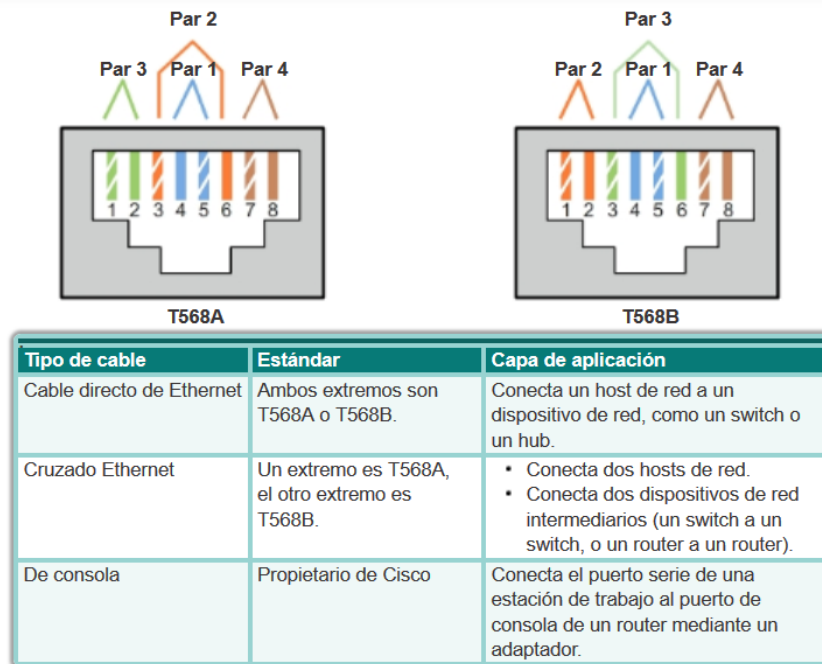 Par 2
Par 3 Par 1 Par 4
1 2 3 4 5 6 7 8
T568A
Par 3
Par 2 Par 1 Par 4
1 2 3 4 5 6 7 8
T568B
Tipo de cable Estándar Capa de aplicación
Cable directo de Ethernet
Ambos extremos son
T568A o T568B.
Conecta un host de red a un
dispositivo de red, como un switch o
un hub.
Cruzado Ethernet
Un extremo es T568A,
el otro extremo es
T568B.
• Conecta dos hosts de red.
• Conecta dos dispositivos de red
intermediarios (un switch a un
switch, o un router a un router).
De consola
Propietario de Cisco
Conecta el puerto serie de una
estación de trabajo al puerto de
consola de un router mediante un
adaptador.